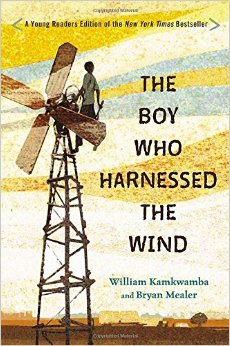 A Young Readers Edition of the New York Times Bestseller
THE
BOY
WHO
HARNESSED
THE
WIND
William Kamkwamba
and Bryan Mealer